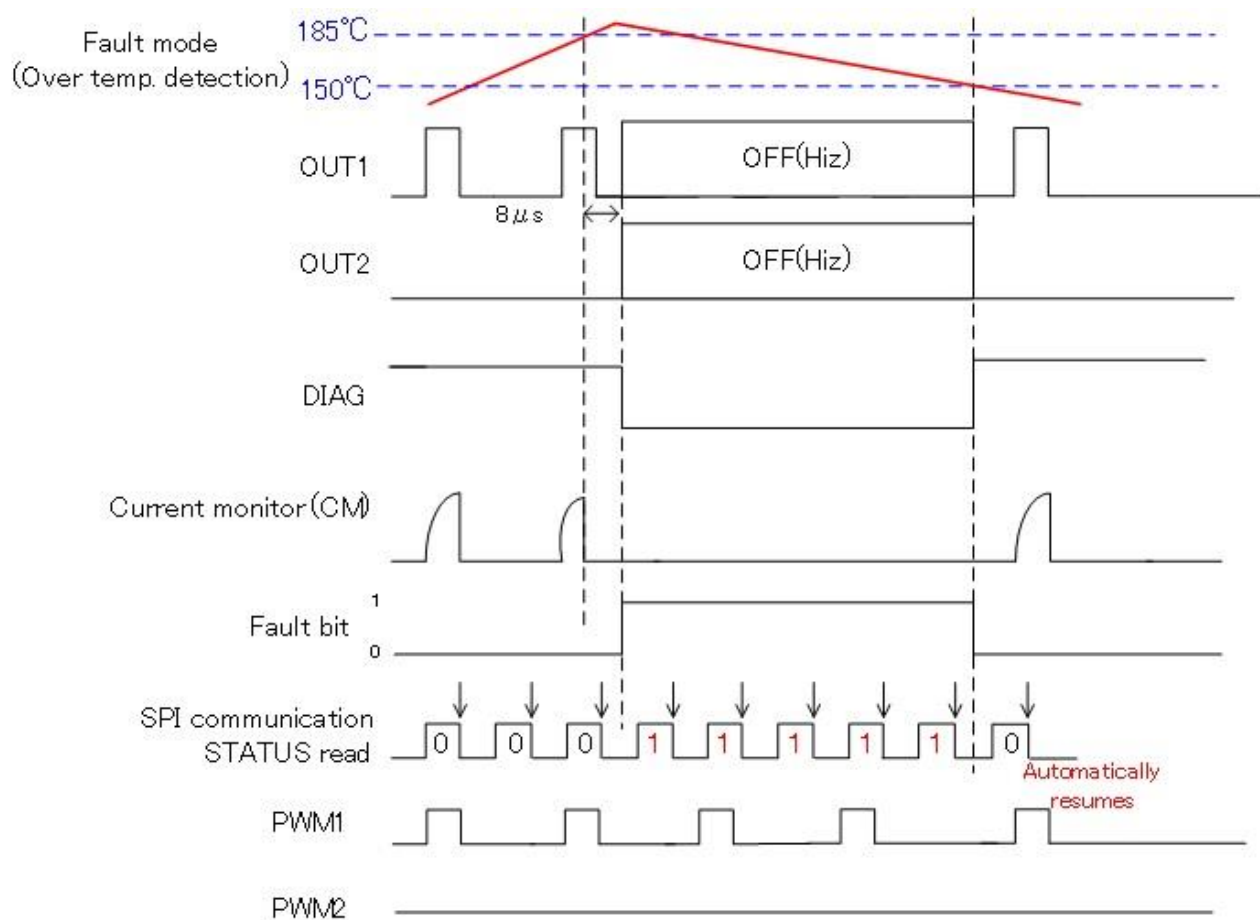 185℃
Fault mode
(Over temp. detection)
150℃
OUT1
OFF(Hiz)
8μs
OUT2
OFF(Hiz)
DIAG
Current monitor(CM)
1
Fault bit
0
SPI communication
STATUS read
0 0 0 1 1 1 1 1 0
Automatically
resumes
PWM1
PWM2